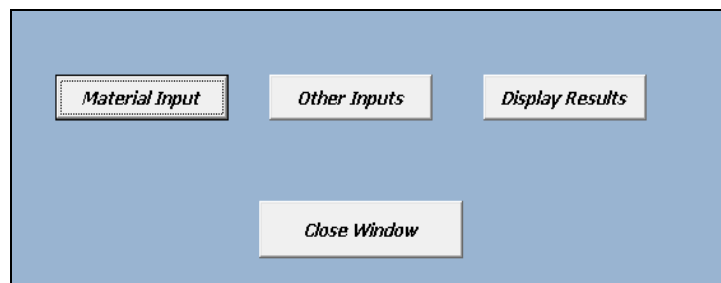 Material Input
Other Inputs
Display Results
Close Window